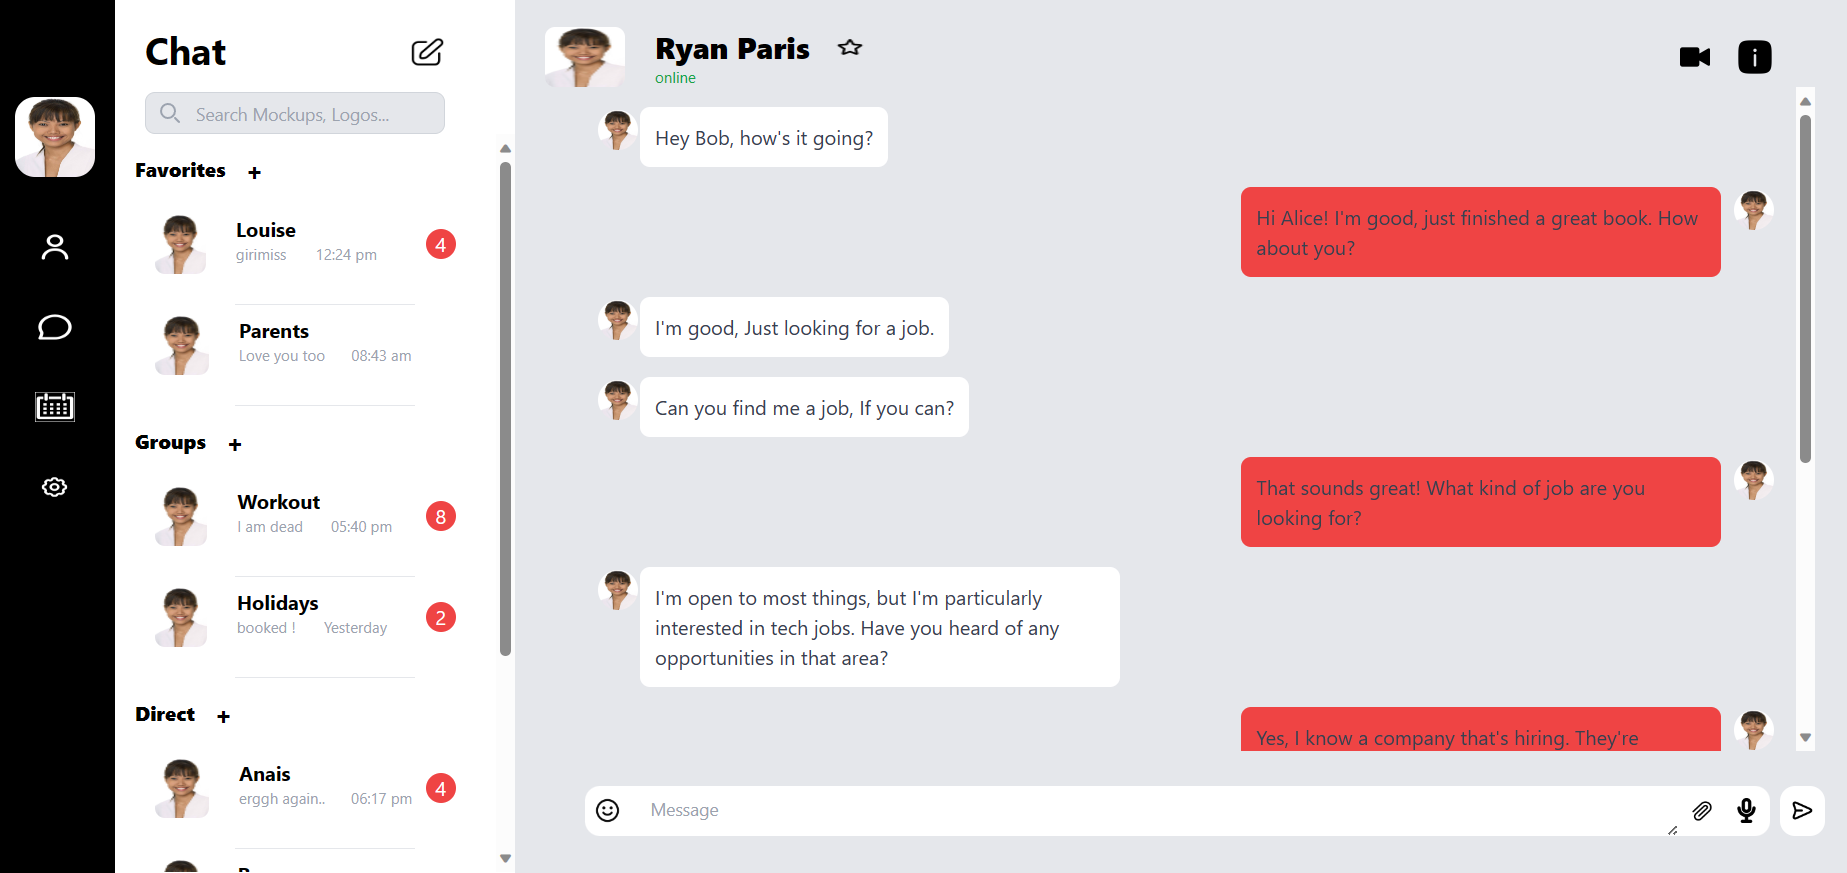 Chat
Search Mockups, Logos...
Favorites +
Louise
girimiss 12:24 pm
4
Parents
Love you too 08:43 am
Groups +
Workout
I am dead 05:40 pm
8
Holidays
booked ! Yesterday
2
Direct +
Anais
erggh again.. 06:17 pm
4
Ryan Paris
online
Hey Bob, how's it going?
Hi Alice! I'm good, just finished a great book. How
about you?
I'm good, Just looking for a job.
Can you find me a job, If you can?
That sounds great! What kind of job are you
looking for?
I'm open to most things, but I'm particularly
interested in tech jobs. Have you heard of any
opportunities in that area?
Yes, I know a company that's hiring. They're
Message